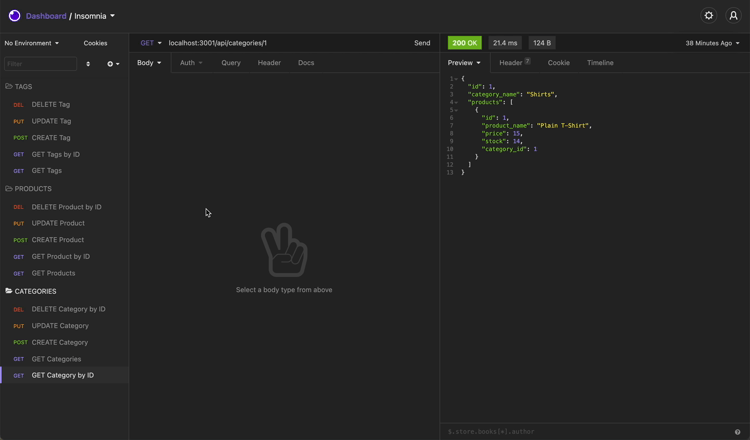 Dashboard / Insomnia
No Environment Cookies
GET localhost:3001/api/categories/1 Send
200 OK 21.4 ms 124 B 38 Minutes Ago
Filter
Body Auth Query Header Docs
Preview Header 7 Cookie Timeline
TAGS
DEL DELETE Tag
PUT UPDATE Tag
POST CREATE Tag
GET GET Tags by ID
GET GET Tags
PRODUCTS
DEL DELETE Product by ID
PUT UPDATE Product
POST CREATE Product
GET GET Product by ID
GET GET Products
CATEGORIES
DEL DELETE Category by ID
PUT UPDATE Category
POST CREATE Category
GET GET Categories
GET GET Category by ID
Select a body type from above
1 {
2 "id": 1,
3 "category_name": "Shirts",
4 "products": [
5 {
6 "id": 1,
7 "product_name": "Plain T-Shirt",
8 "price": 15,
9 "stock": 14,
10 "category_id": 1
11 }
12 ]
13 }
$.store.books[*].author